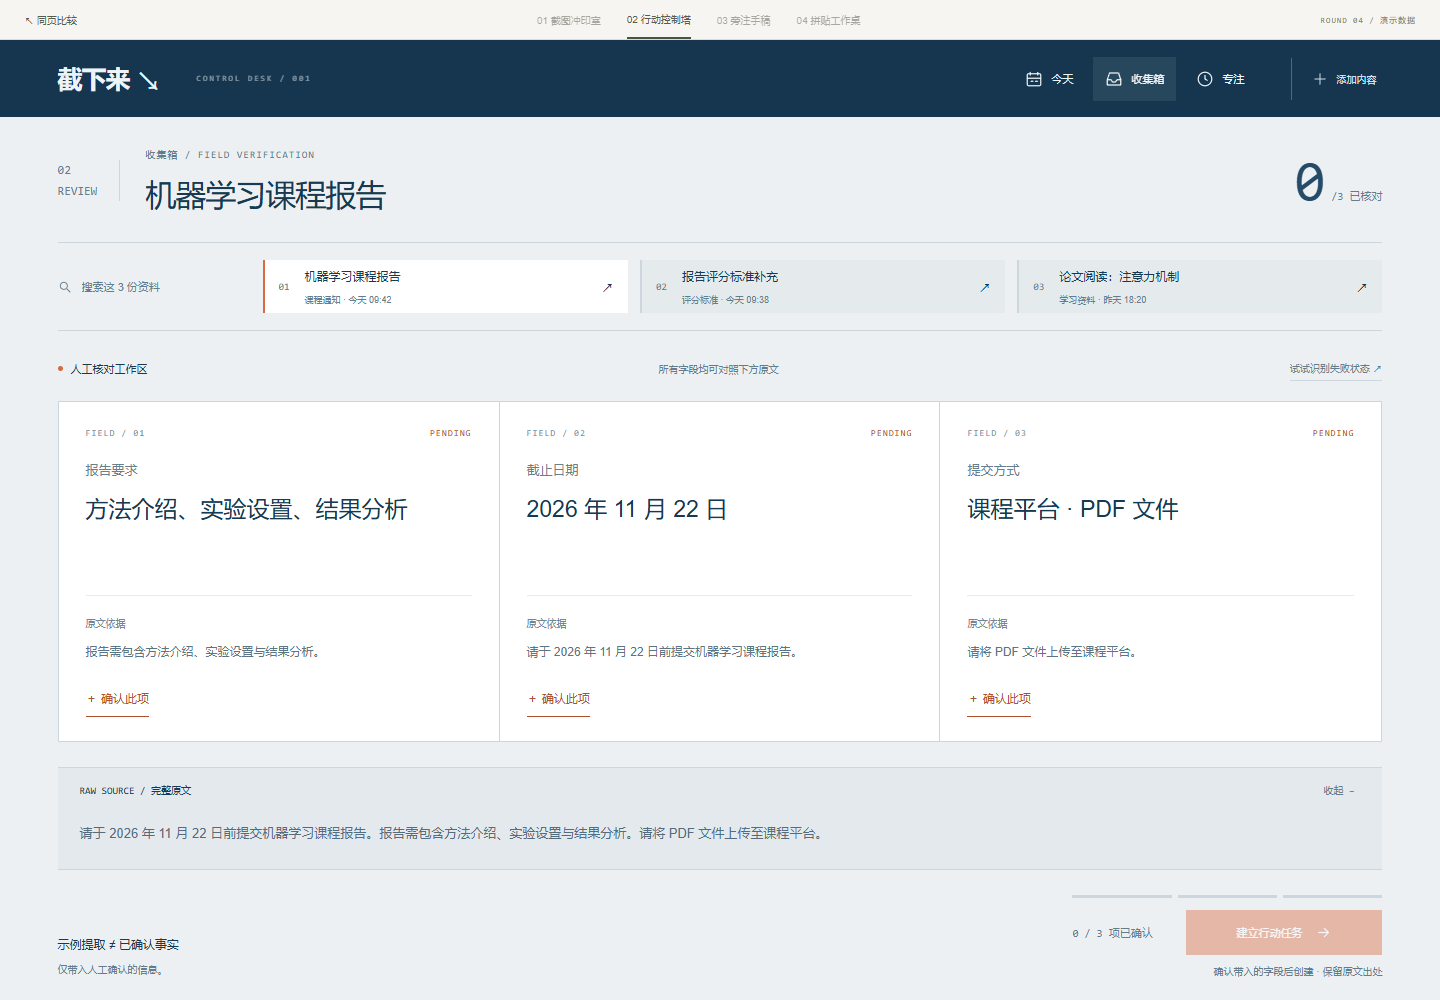 ↖ 同页比较
01 截图冲印室
02 行动控制塔
03 旁注手稿
04 拼贴工作桌
ROUND 04 / 演示数据
截下来 ↘
CONTROL DESK / 001
今天
收集箱
专注
+ 添加内容
02
REVIEW
收集箱 / FIELD VERIFICATION
机器学习课程报告
0 /3 已核对
搜索这 3 份资料
01
机器学习课程报告
课程通知 · 今天 09:42
↗
02
报告评分标准补充
评分标准 · 今天 09:38
↗
03
论文阅读：注意力机制
学习资料 · 昨天 18:20
↗
人工核对工作区
所有字段均可对照下方原文
试试识别失败状态 ↗
FIELD / 01
PENDING
报告要求
方法介绍、实验设置、结果分析
原文依据
报告需包含方法介绍、实验设置与结果分析。
+ 确认此项
FIELD / 02
PENDING
截止日期
2026 年 11 月 22 日
原文依据
请于 2026 年 11 月 22 日前提交机器学习课程报告。
+ 确认此项
FIELD / 03
PENDING
提交方式
课程平台 · PDF 文件
原文依据
请将 PDF 文件上传至课程平台。
+ 确认此项
RAW SOURCE / 完整原文
收起 −
请于 2026 年 11 月 22 日前提交机器学习课程报告。报告需包含方法介绍、实验设置与结果分析。请将 PDF 文件上传至课程平台。
示例提取 ≠ 已确认事实
仅带入人工确认的信息。
0 / 3 项已确认
建立行动任务 →
确认带入的字段后创建 · 保留原文出处